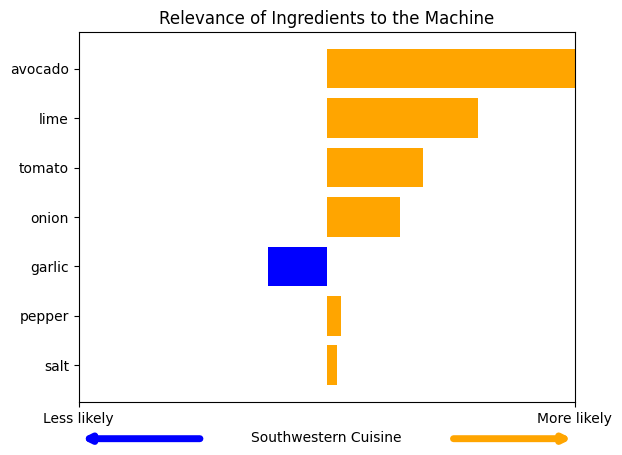 Relevance of Ingredients to the Machine
avocado
lime
tomato
onion
garlic
pepper
salt
Less likely
More likely
Southwestern Cuisine